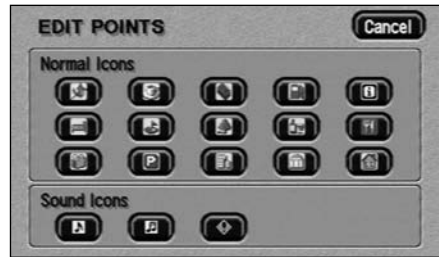 EDIT POINTS
Cancel
Normal Icons
P
Sound Icons